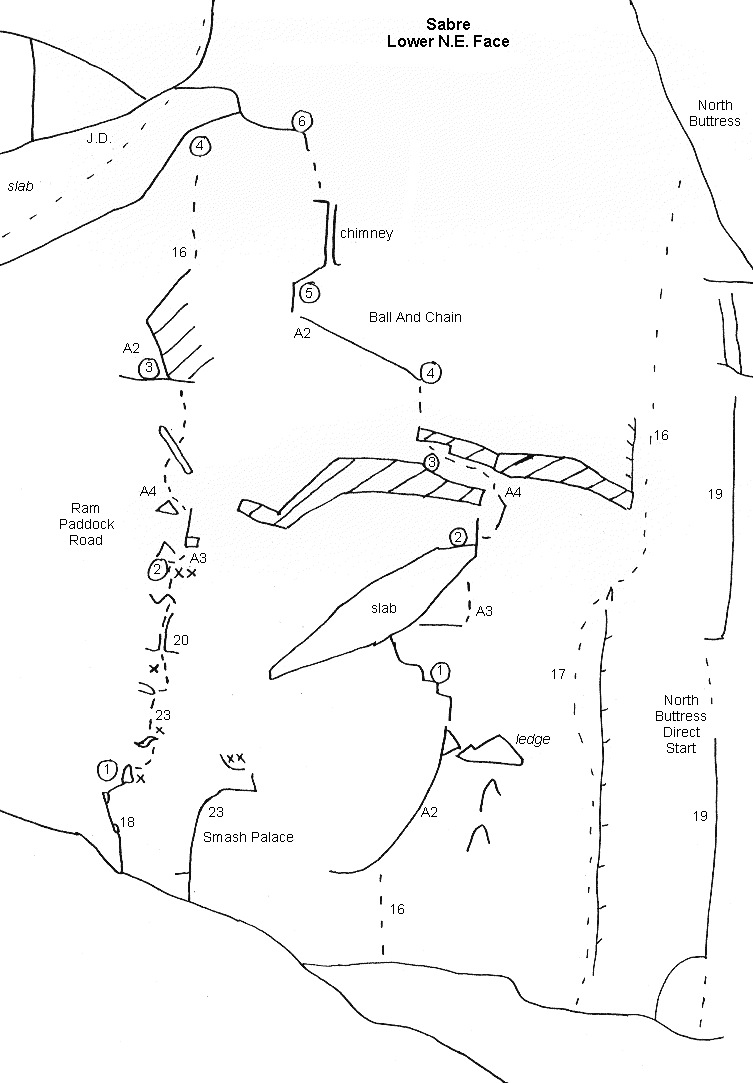 Sabre
Lower N.E. Face
North
Buttress
J.D.
6
4
slab
chimney
16
5
Ball And Chain
A2
A2
3
4
16
3
A4
A4
19
Ram
Paddock
Road
2
A3
2
xx
slab
A3
20
x
1
17
23
x
North
Buttress
Direct
Start
ledge
xx
1
x
23
A2
19
18
Smash Palace
16